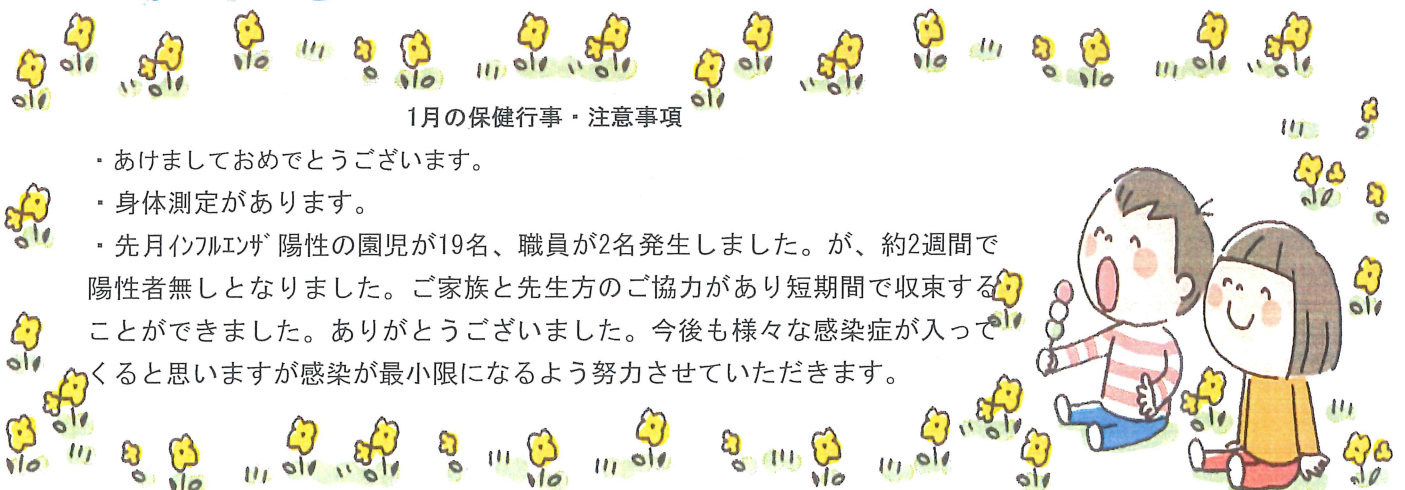 1月の保健行事・注意事項
・あけましておめでとうございます。
・身体測定があります。
・先月インフルエンザ陽性の園児が19名、職員が2名発生しました。が、約2週間で
陽性者無しとなりました。ご家族と先生方のご協力があり短期間で収束する
ことができました。ありがとうございました。今後も様々な感染症が入って
くると思いますが感染が最小限になるよう努力させていただきます。